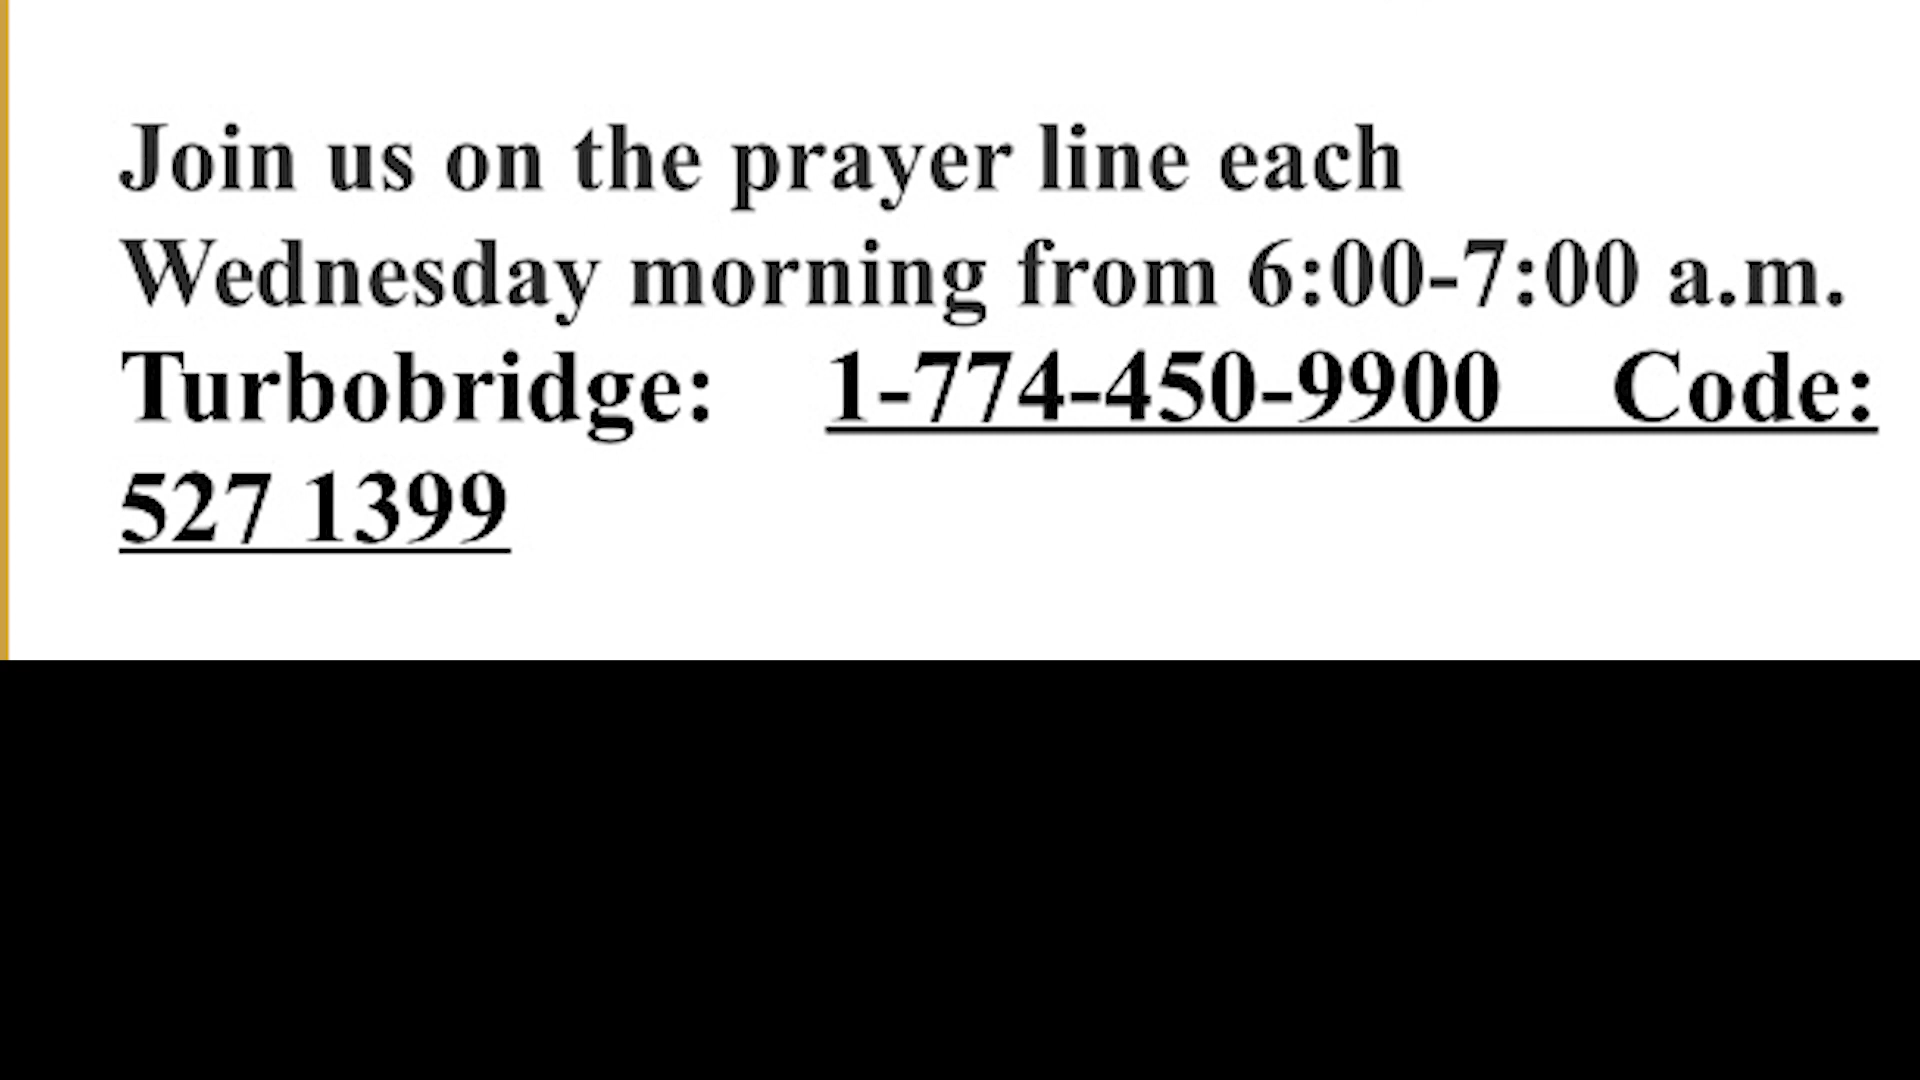 Join us on the prayer line each
Wednesday morning from 6:00-7:00 a.m.
Turbobridge: 1-774-450-9900 Code:
527 1399